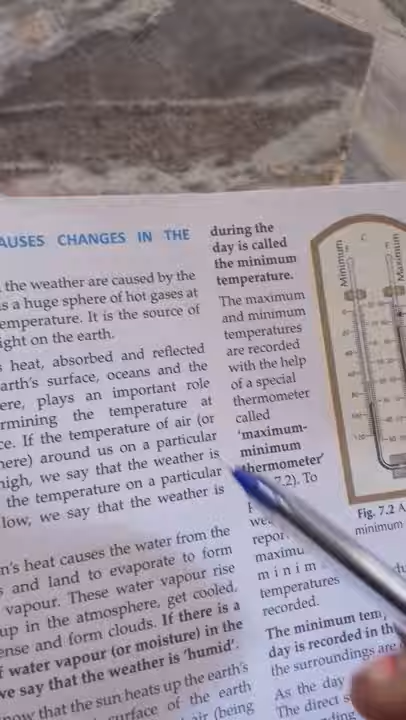 AUSES CHANGES IN THE
the weather are caused by the
s a huge sphere of hot gases at
emperature. It is the source of
ight on the earth.
heat, absorbed and reflected
arth's surface, oceans and the
ere, plays an important role
rmining the temperature at
ce. If the temperature of air (or
here) around us on a particular
high, we say that the weather is
the temperature on a particular
low, we say that the weather is
n's heat causes the water from the
s and land to evaporate to form
vapour. These water vapour rise
up in the atmosphere, get cooled,
ense and form clouds. If there is a
f water vapour (or moisture) in the
we say that the weather is 'humid'.
now that the sun heats up the earth's
surface of the earth
air (being
during the
day is called
the minimum
temperature.
The maximum
and minimum
temperatures
are recorded
with the help
of a special
thermometer
called
'maximum-
minimum
thermometer'
7.2). To
we
repor
maximu
minim
temperatures
recorded.
The minimum tem
day is recorded in th
the surroundings are
As the day
The direct s
Minimum
C
Maximum
Fig. 7.2 A
minimum